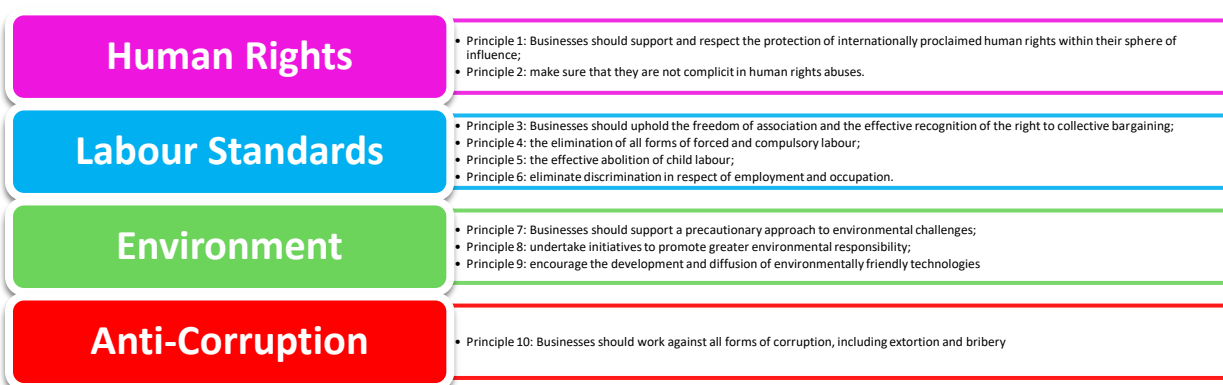 Human Rights
• Principle 1: Businesses should support and respect the protection of internationally proclaimed human rights within their sphere of
influence;
• Principle 2: make sure that they are not complicit in human rights abuses.
Labour Standards
• Principle 3: Businesses should uphold the freedom of association and the effective recognition of the right to collective bargaining;
• Principle 4: the elimination of all forms of forced and compulsory labour;
• Principle 5: the effective abolition of child labour;
• Principle 6: eliminate discrimination in respect of employment and occupation.
Environment
• Principle 7: Businesses should support a precautionary approach to environmental challenges;
• Principle 8: undertake initiatives to promote greater environmental responsibility;
• Principle 9: encourage the development and diffusion of environmentally friendly technologies
Anti-Corruption
• Principle 10: Businesses should work against all forms of corruption, including extortion and bribery